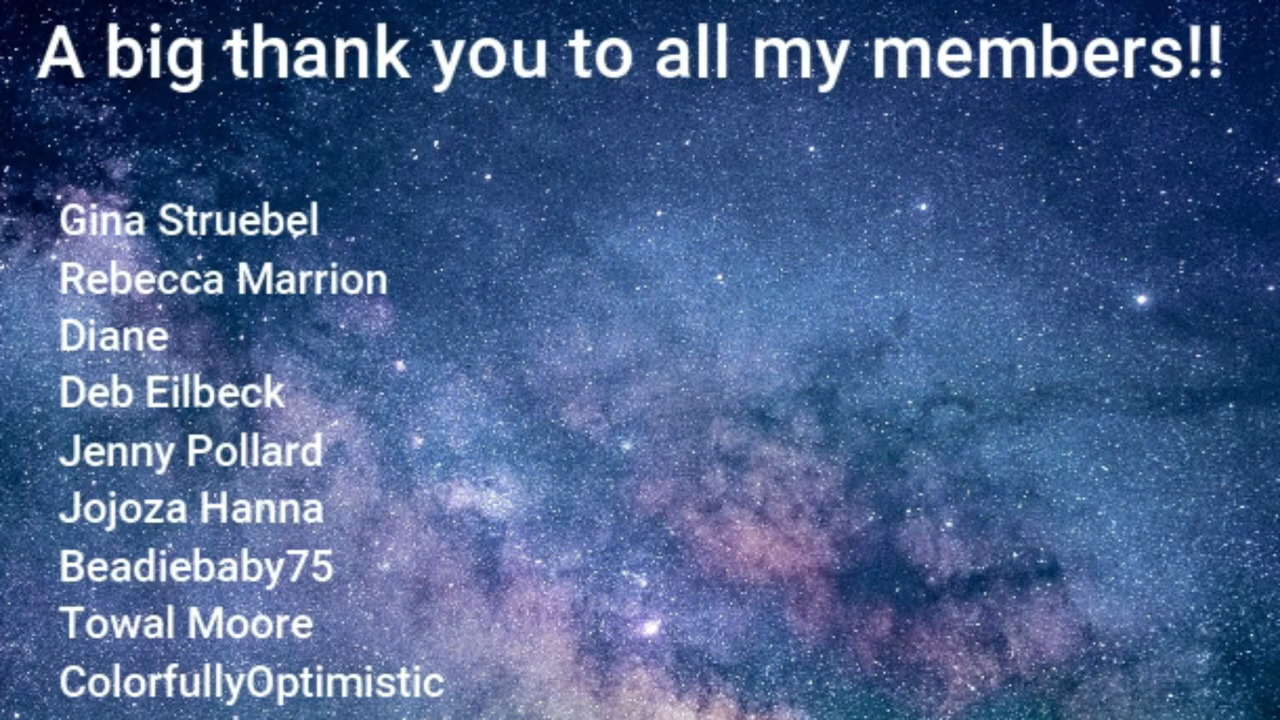 A big thank you to all my members!!
Gina Struebel
Rebecca Marrion
Diane
Deb Eilbeck
Jenny Pollard
Jojoza Hanna
Beadiebaby75
Towal Moore
ColorfullyOptimistic